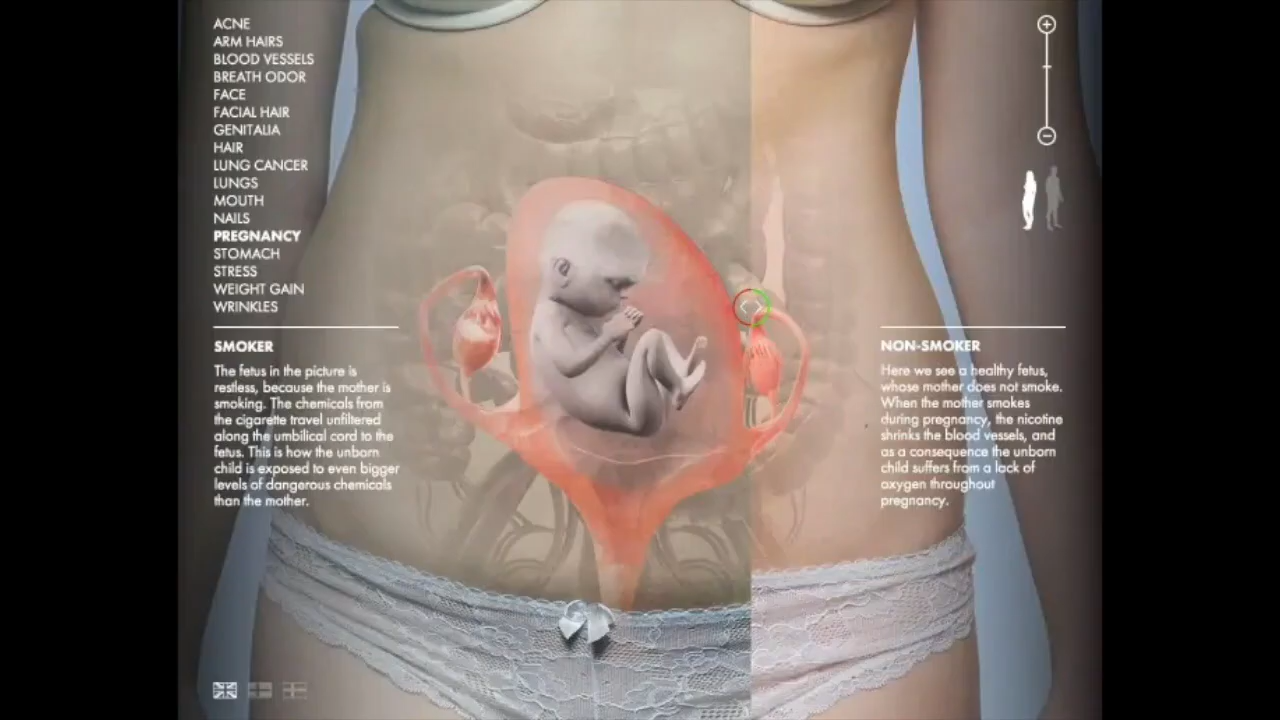 ACNE
ARM HAIRS
BLOOD VESSELS
BREATH ODOR
FACE
FACIAL HAIR
GENITALIA
HAIR
LUNG CANCER
LUNGS
MOUTH
NAILS
PREGNANCY
STOMACH
STRESS
WEIGHT GAIN
WRINKLES
SMOKER
The fetus in the picture is
restless, because the mother is
smoking. The chemicals from
the cigarette travel unfiltered
along the umbilical cord to the
fetus. This is how the unborn
child is exposed to even bigger
levels of dangerous chemicals
than the mother.
NON-SMOKER
Here we see a healthy fetus,
whose mother does not smoke.
When the mother smokes
during pregnancy, the nicotine
shrinks the blood vessels, and
as a consequence the unborn
child suffers from a lack of
oxygen throughout
pregnancy.